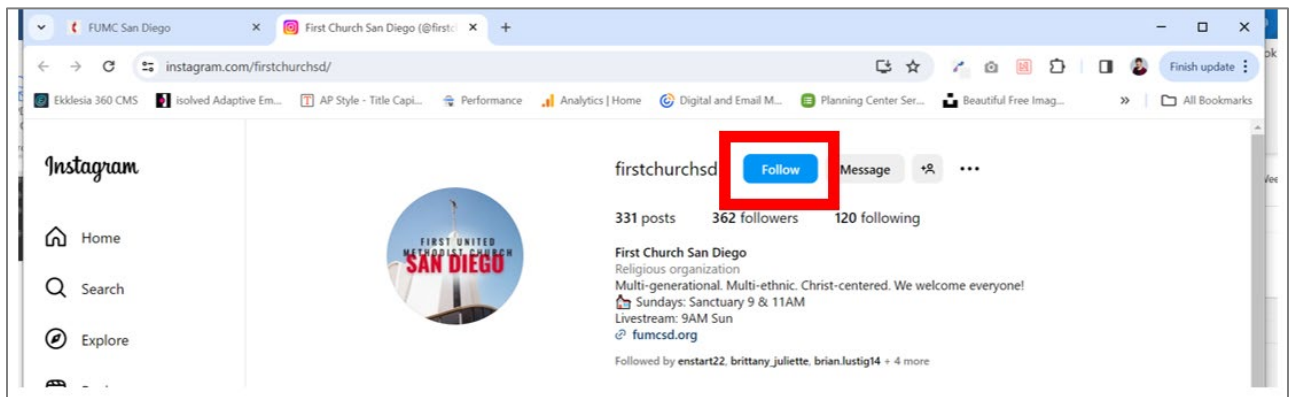 FUMC San Diego
First Church San Diego (@firstc
instagram.com/firstchurchsd/
Finish update
Ekklesia 360 CMS
isolved Adaptive Em...
AP Style - Title Capi...
Performance
Analytics | Home
Digital and Email M...
Planning Center Ser...
Beautiful Free Imag...
»
All Bookmarks
Instagram
firstchurchsd
Follow
Message
331 posts 362 followers 120 following
Home
FIRST UNITED
METHODIST CHURCH
SAN DIEGO
First Church San Diego
Religious organization
Multi-generational. Multi-ethnic. Christ-centered. We welcome everyone!
Sundays: Sanctuary 9 & 11AM
Livestream: 9AM Sun
fumcsd.org
Followed by enstart22, brittany_juliette, brian.lustig14 + 4 more
Search
Explore